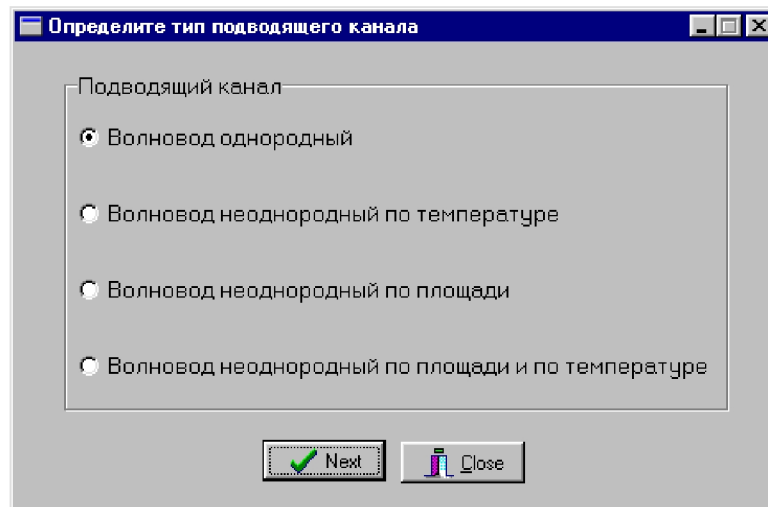 Определите тип подводящего канала
Подводящий канал
Волновод однородный
Волновод неоднородный по температуре
Волновод неоднородный по площади
Волновод неоднородный по площади и по температуре
Next
Close